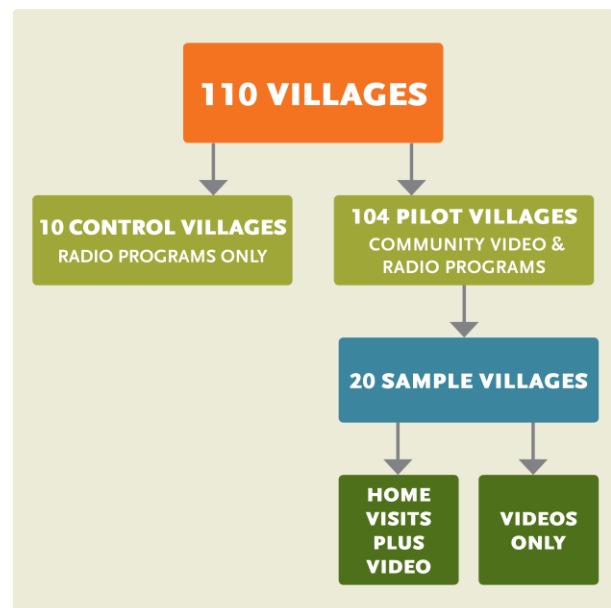 110 VILLAGES
10 CONTROL VILLAGES
RADIO PROGRAMS ONLY
104 PILOT VILLAGES
COMMUNITY VIDEO &
RADIO PROGRAMS
20 SAMPLE VILLAGES
HOME
VISITS
PLUS
VIDEO
VIDEOS
ONLY